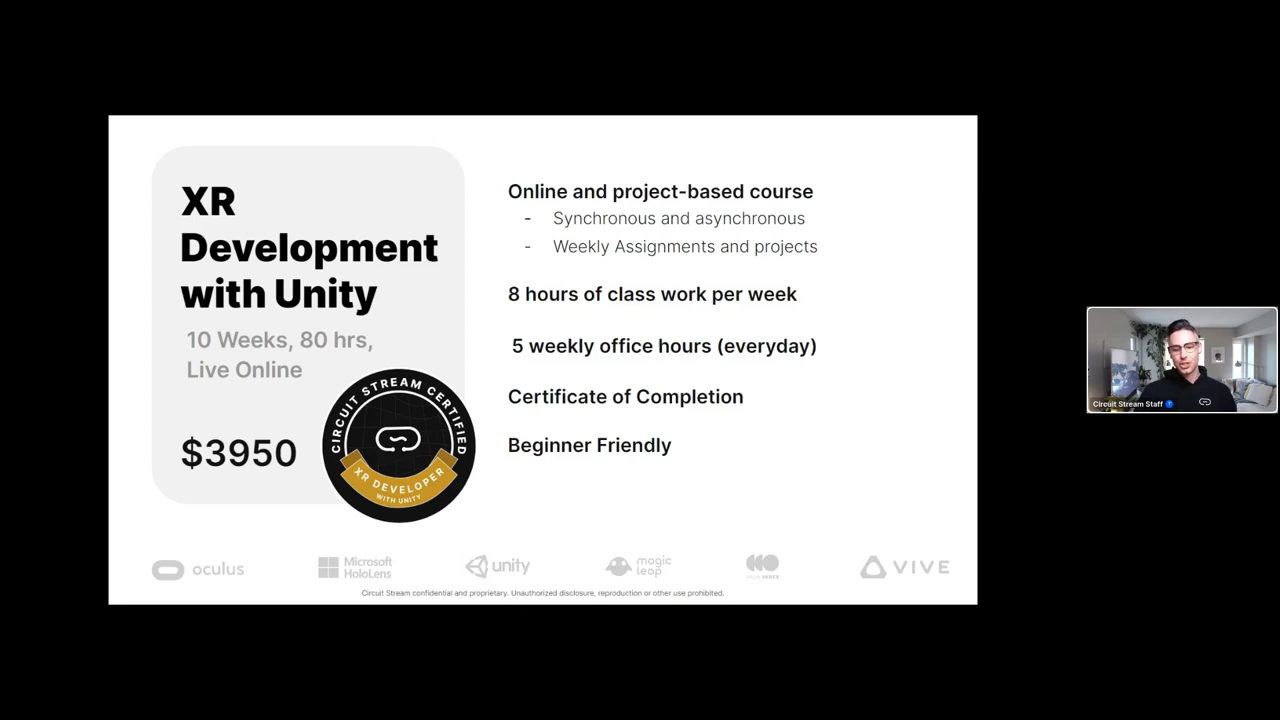 XR
Development
with Unity
10 Weeks, 80 hrs,
Live Online
$3950
CIRCUIT STREAM CERTIFIED
XR DEVELOPER
WITH UNITY
Online and project-based course
- Synchronous and asynchronous
- Weekly Assignments and projects
8 hours of class work per week
5 weekly office hours (everyday)
Certificate of Completion
Beginner Friendly
oculus
Microsoft
HoloLens
unity
magic
leap
VIVE
Circuit Stream confidential and proprietary. Unauthorized disclosure, reproduction or other use prohibited.
Circuit Stream Staff